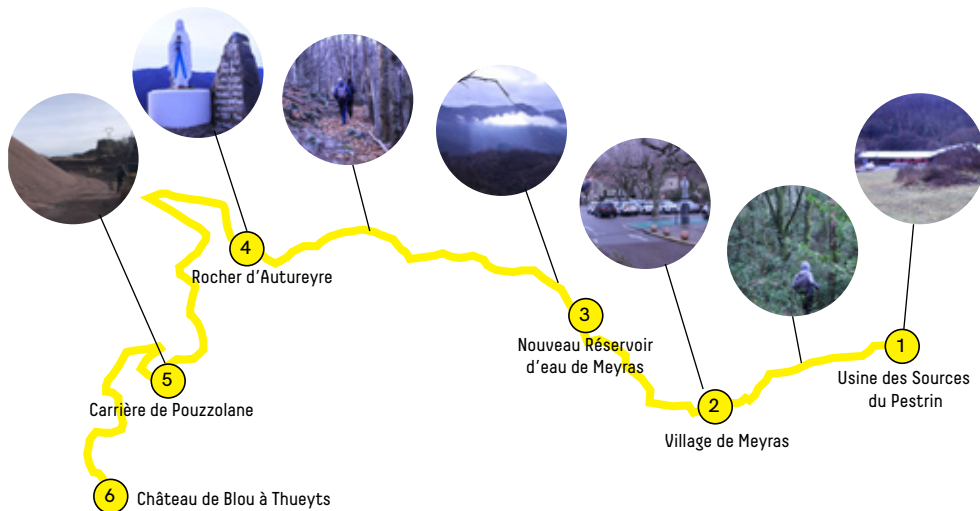 4
Rocher d'Autureyre
3
Nouveau Réservoir
d'eau de Meyras
1
Usine des Sources
du Pestrin
5
Carrière de Pouzzolane
2
Village de Meyras
6
Château de Blou à Thueyts